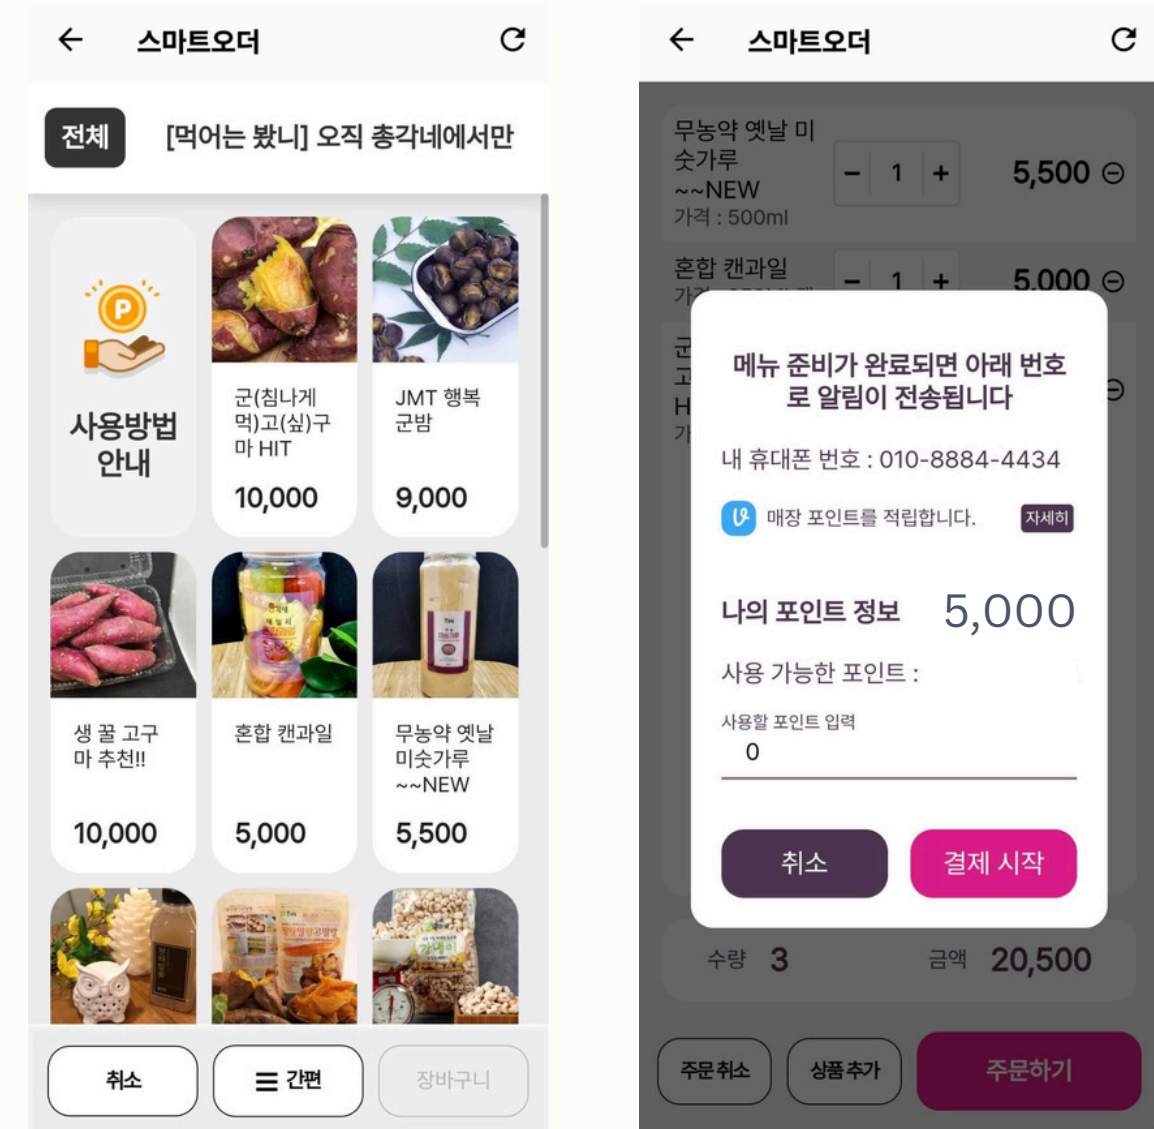 스마트오더
전체
[먹어는 봤니] 오직 총각네에서만
P
사용방법
안내
군(침나게
먹)고(싶)구
마 HIT
10,000
JMT 행복
군밤
9,000
생 꿀 고구
마 추천!!
10,000
혼합 캔과일
5,000
무농약 옛날
미숫가루
~~NEW
5,500
강냉이
취소
간편
장바구니
스마트오더
무농약 옛날 미
숫가루
~~NEW
가격 : 500ml
1
5,500
혼합 캔과일
1
5,000
메뉴 준비가 완료되면 아래 번호
로 알림이 전송됩니다
내 휴대폰 번호 : 010-8884-4434
매장 포인트를 적립합니다.
자세히
나의 포인트 정보
5,000
사용 가능한 포인트 :
사용할 포인트 입력
0
취소
결제 시작
수량 3
금액 20,500
주문 취소
상품 추가
주문하기